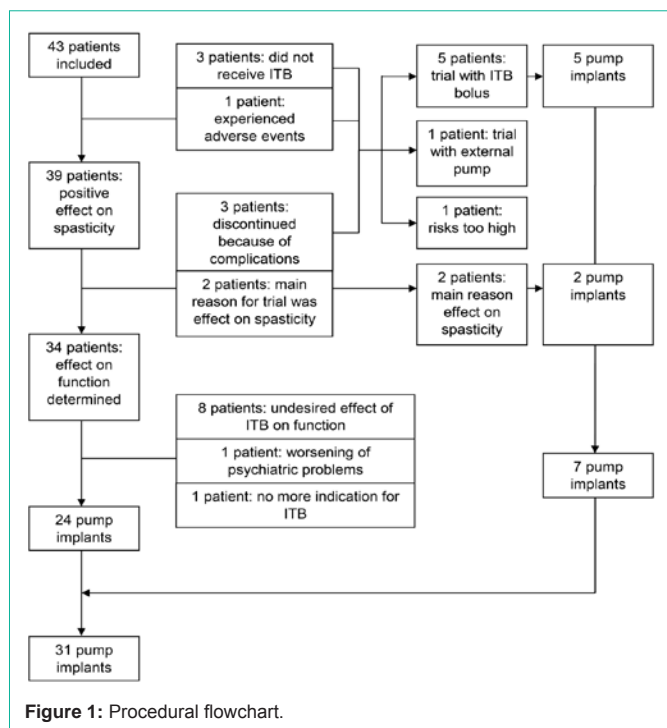 43 patients
included
3 patients: did not
receive ITB
1 patient:
experienced
adverse events
5 patients:
trial with ITB
bolus
5 pump
implants
1 patient: trial
with external
pump
39 patients:
positive
effect on
spasticity
3 patients:
discontinued
because of
complications
1 patient:
risks too high
2 patients: main
reason for trial was
effect on spasticity
2 patients:
main reason
effect on
spasticity
2 pump
implants
34 patients:
effect on
function
determined
8 patients: undesired effect of
ITB on function
1 patient: worsening of
psychiatric problems
1 patient: no more indication for
ITB
7 pump
implants
24 pump
implants
31 pump
implants
Figure 1: Procedural flowchart.